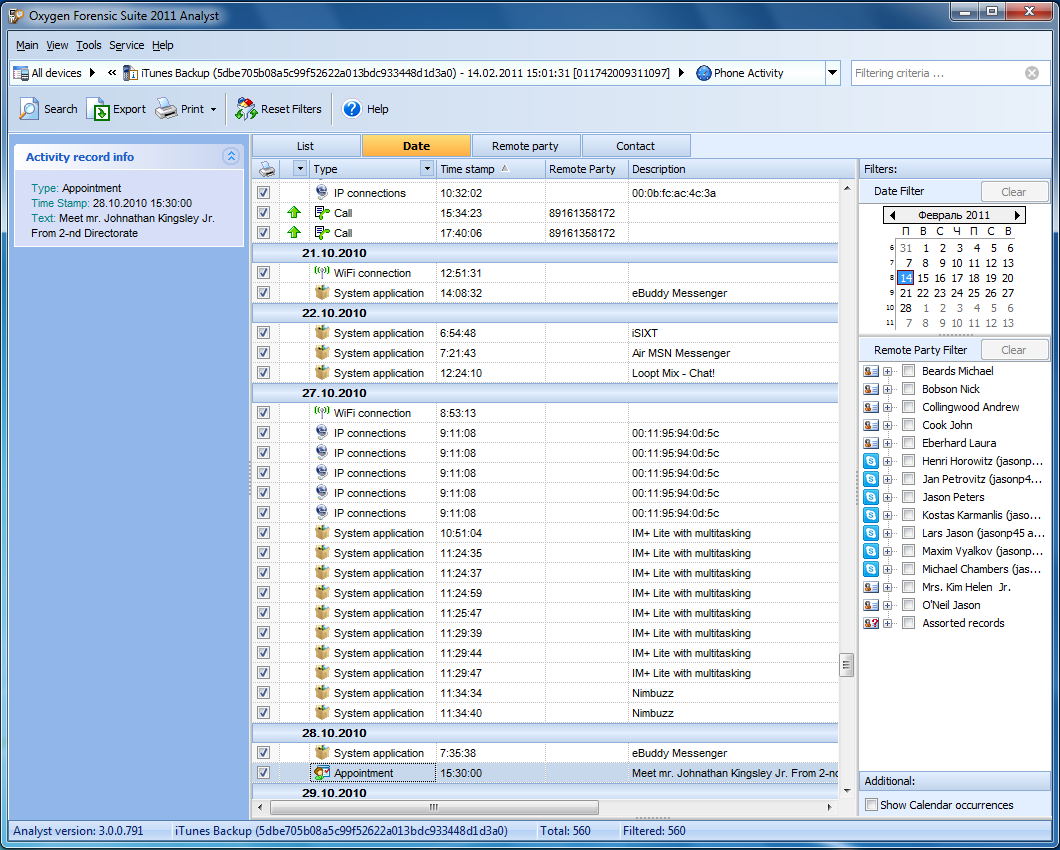 Oxygen Forensic Suite 2011 Analyst
Main View Tools Service Help
All devices « iTunes Backup (5dbe705b08a5c99f52622a013bdc933448d1d3a0) - 14.02.2011 15:01:31 [011742009311097] Phone Activity Filtering criteria ...
Search Export Print Reset Filters Help
Activity record info
Type: Appointment
Time Stamp: 28.10.2010 15:30:00
Text: Meet mr. Johnathan Kingsley Jr.
From 2-nd Directorate
List Date Remote party Contact
Type Time stamp Remote Party Description
IP connections 10:32:02 00:0b:fc:ac:4c:3a
Call 15:34:23 89161358172
Call 17:40:06 89161358172
21.10.2010
WiFi connection 12:51:31
System application 14:08:32 eBuddy Messenger
22.10.2010
System application 6:54:48 iSIXT
System application 7:21:43 Air MSN Messenger
System application 12:24:10 Loopt Mix - Chat!
27.10.2010
WiFi connection 8:53:13
IP connections 9:11:08 00:11:95:94:0d:5c
IP connections 9:11:08 00:11:95:94:0d:5c
IP connections 9:11:08 00:11:95:94:0d:5c
IP connections 9:11:08 00:11:95:94:0d:5c
IP connections 9:11:08 00:11:95:94:0d:5c
System application 10:51:04 IM+ Lite with multitasking
System application 11:24:35 IM+ Lite with multitasking
System application 11:24:37 IM+ Lite with multitasking
System application 11:24:59 IM+ Lite with multitasking
System application 11:25:47 IM+ Lite with multitasking
System application 11:29:39 IM+ Lite with multitasking
System application 11:29:44 IM+ Lite with multitasking
System application 11:29:47 IM+ Lite with multitasking
System application 11:34:34 Nimbuzz
System application 11:34:40 Nimbuzz
28.10.2010
System application 7:35:38 eBuddy Messenger
Appointment 15:30:00 Meet mr. Johnathan Kingsley Jr. From 2-nd
29.10.2010
Filters:
Date Filter Clear
Февраль 2011
П В С Ч П С В
6 31 1 2 3 4 5 6
7 7 8 9 10 11 12 13
8 14 15 16 17 18 19 20
9 21 22 23 24 25 26 27
10 28 1 2 3 4 5 6
11 7 8 9 10 11 12 13
Remote Party Filter Clear
Beards Michael
Bobson Nick
Collingwood Andrew
Cook John
Eberhard Laura
Henri Horowitz (jasonp...
Jan Petrovitz (jasonp4...
Jason Peters
Kostas Karmanlis (jaso...
Lars Jason (jasonp45 a...
Maxim Vyalkov (jasonp...
Michael Chambers (jas...
Mrs. Kim Helen Jr.
O'Neil Jason
Assorted records
Additional:
Show Calendar occurrences
Analyst version: 3.0.0.791 iTunes Backup (5dbe705b08a5c99f52622a013bdc933448d1d3a0) Total: 560 Filtered: 560